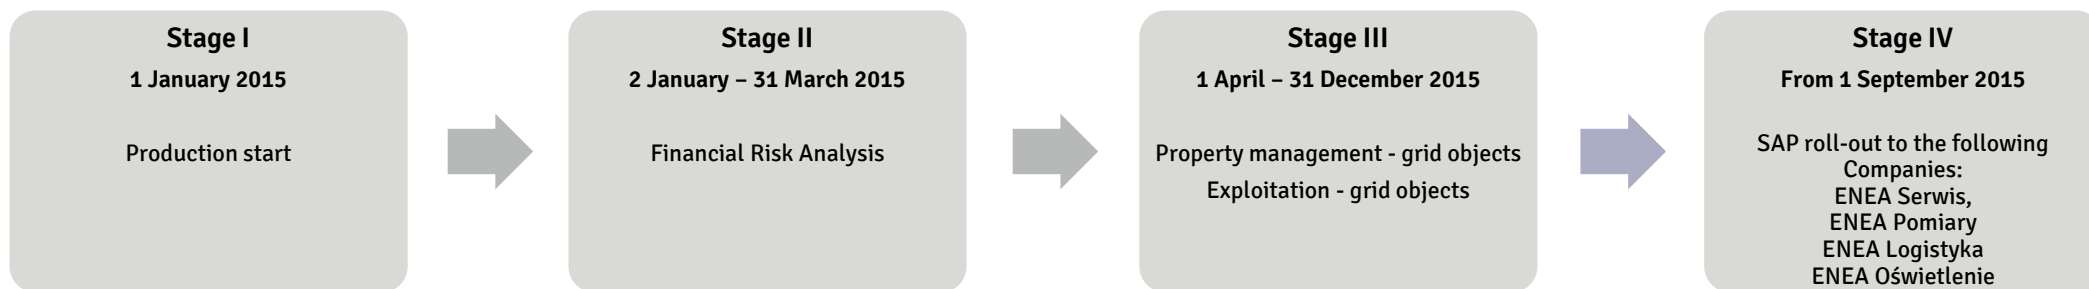 Stage I
1 January 2015
Production start
Stage II
2 January – 31 March 2015
Financial Risk Analysis
Stage III
1 April – 31 December 2015
Property management - grid objects
Exploitation - grid objects
Stage IV
From 1 September 2015
SAP roll-out to the following
Companies:
ENEA Serwis,
ENEA Pomiary
ENEA Logistyka
ENEA Oświetlenie